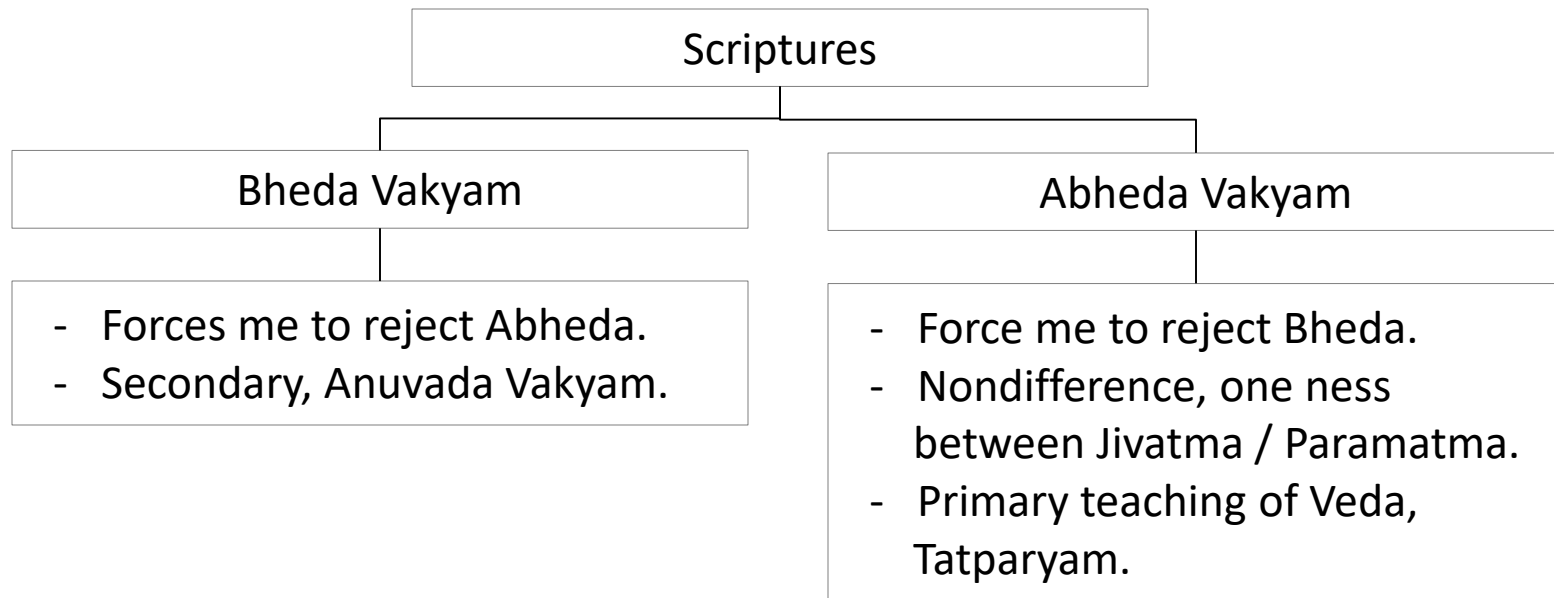 Scriptures
Bheda Vakyam
- Forces me to reject Abheda.
- Secondary, Anuvada Vakyam.
Abheda Vakyam
- Force me to reject Bheda.
- Nondifference, one ness
between Jivatma / Paramatma.
- Primary teaching of Veda,
Tatparyam.